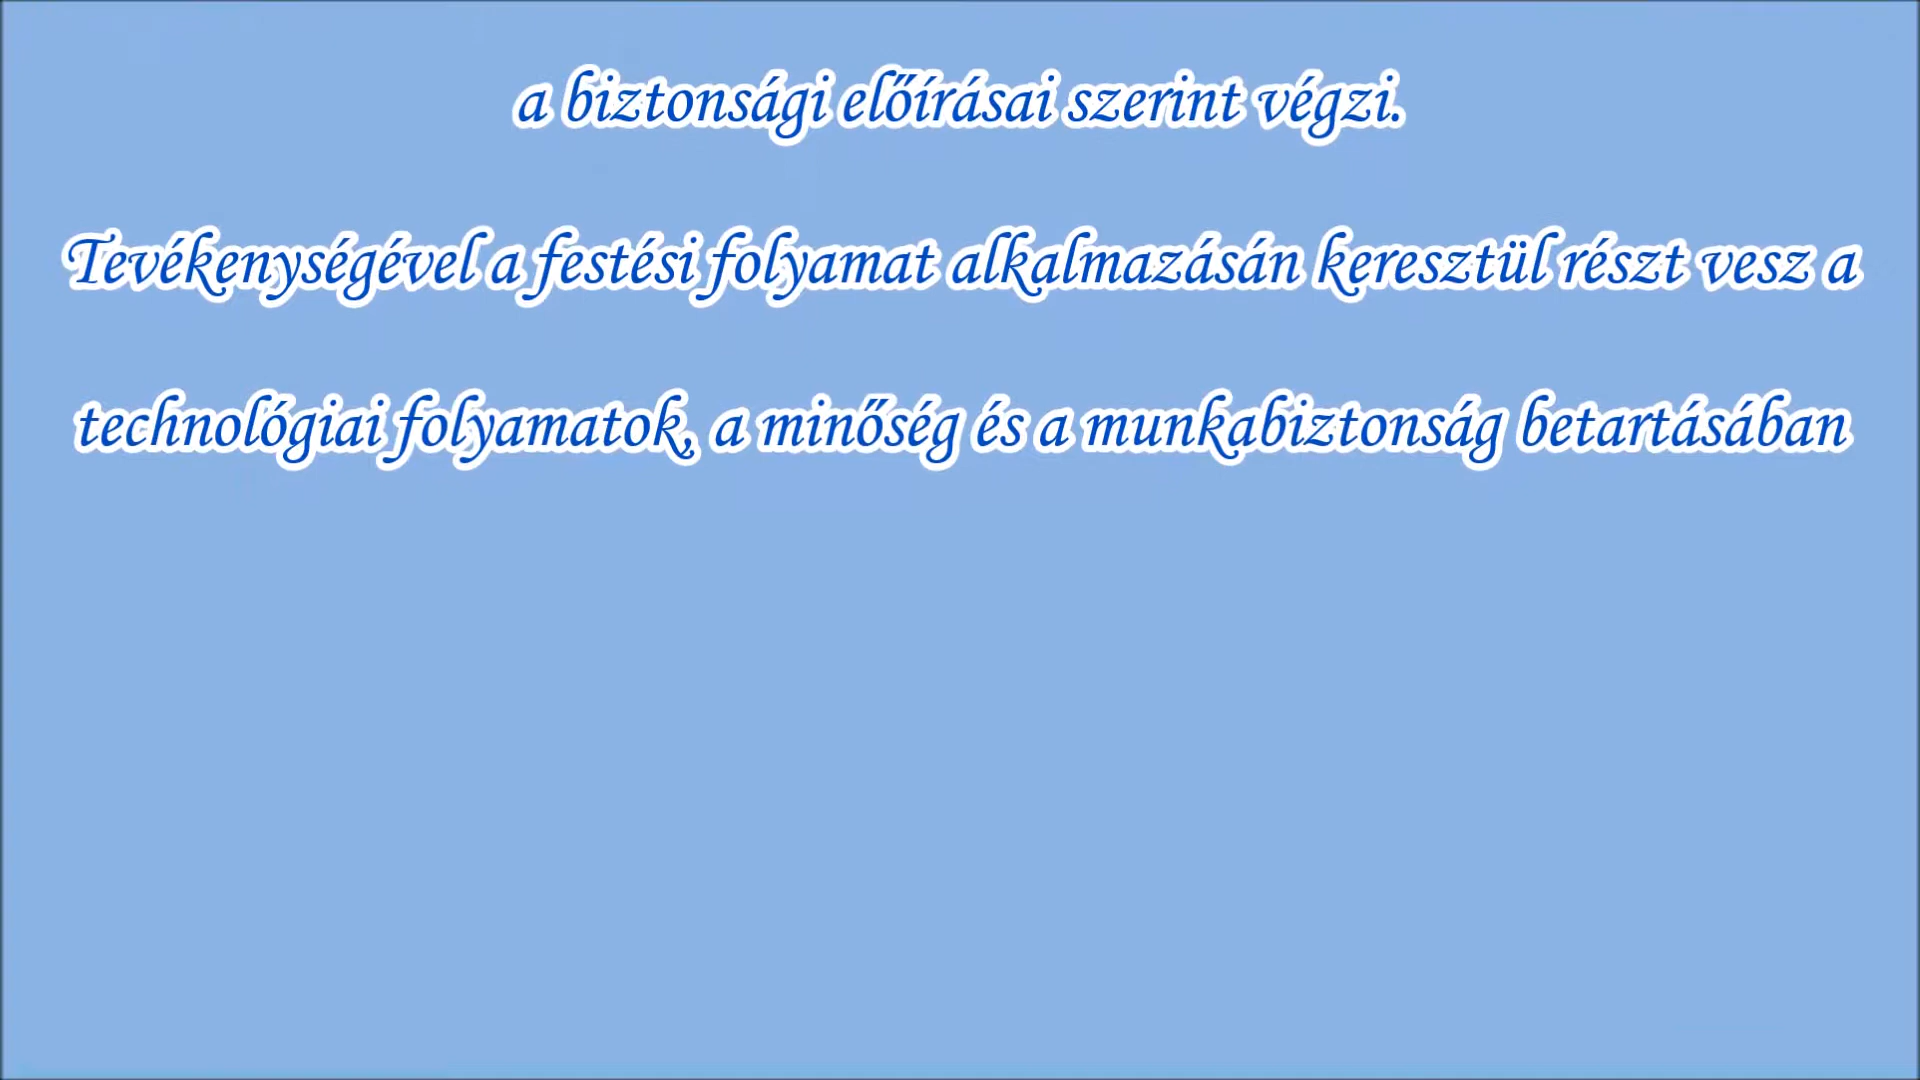 a biztonsági előírásai szerint végzi.
Tevékenységével a festési folyamat alkalmazásán keresztül részt vesz a
technológiai folyamatok, a minőség és a munkabiztonság betartásában